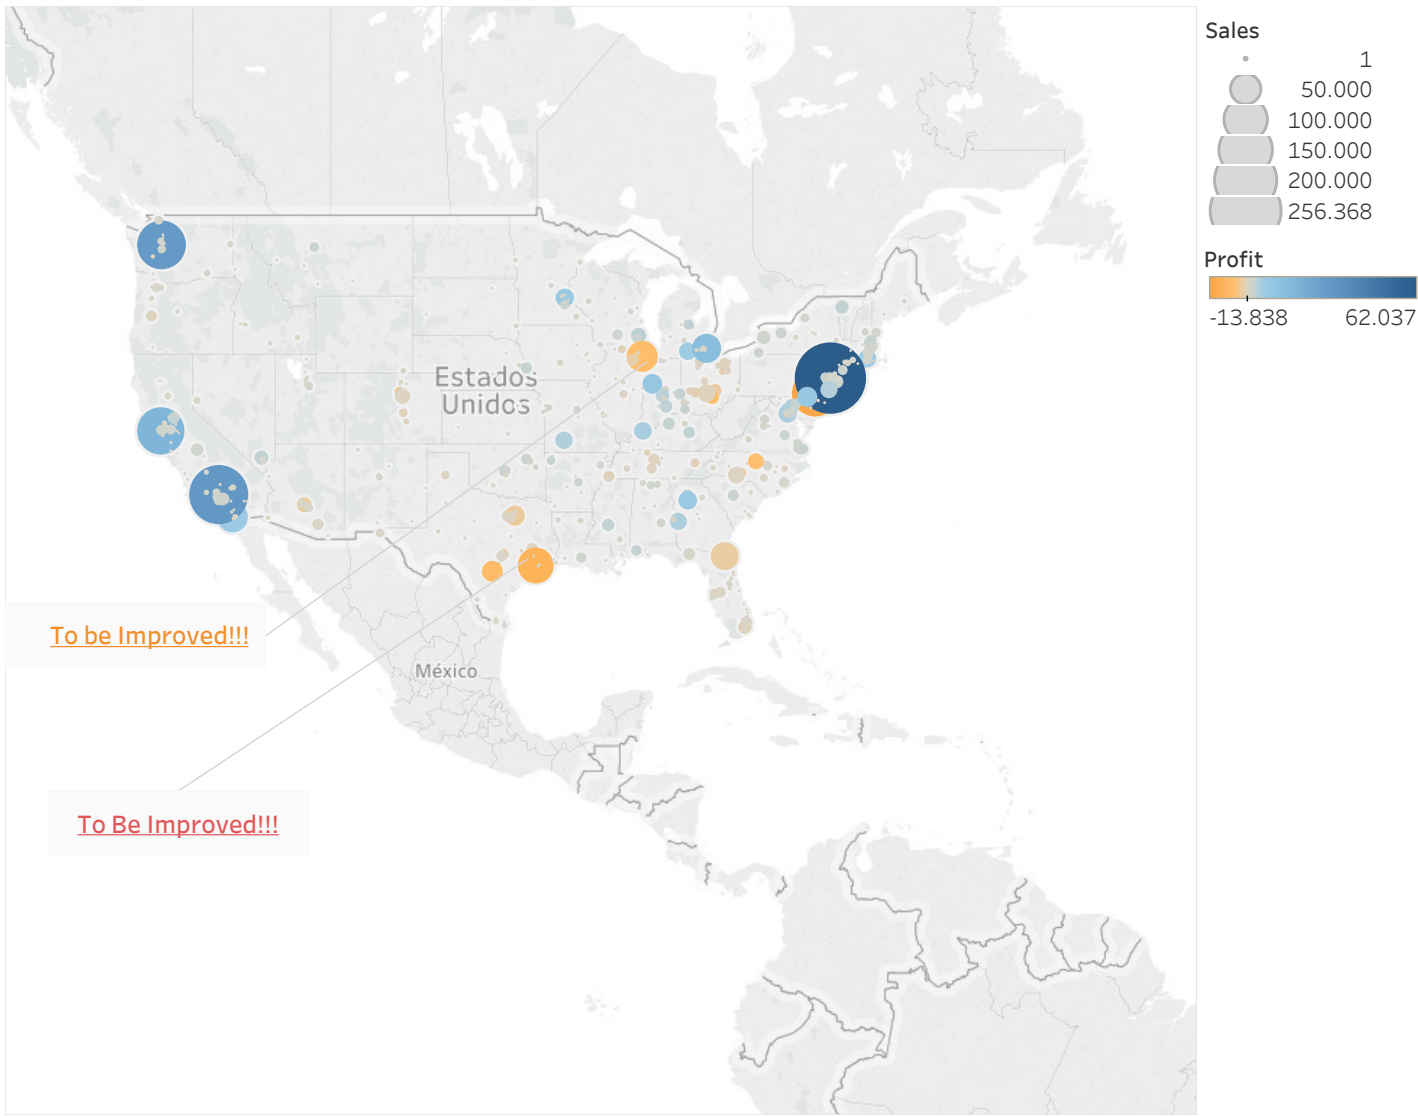 Sales
1
50.000
100.000
150.000
200.000
256.368
Profit
-13.838 62.037
Estados
Unidos
To be Improved!!!
México
To Be Improved!!!